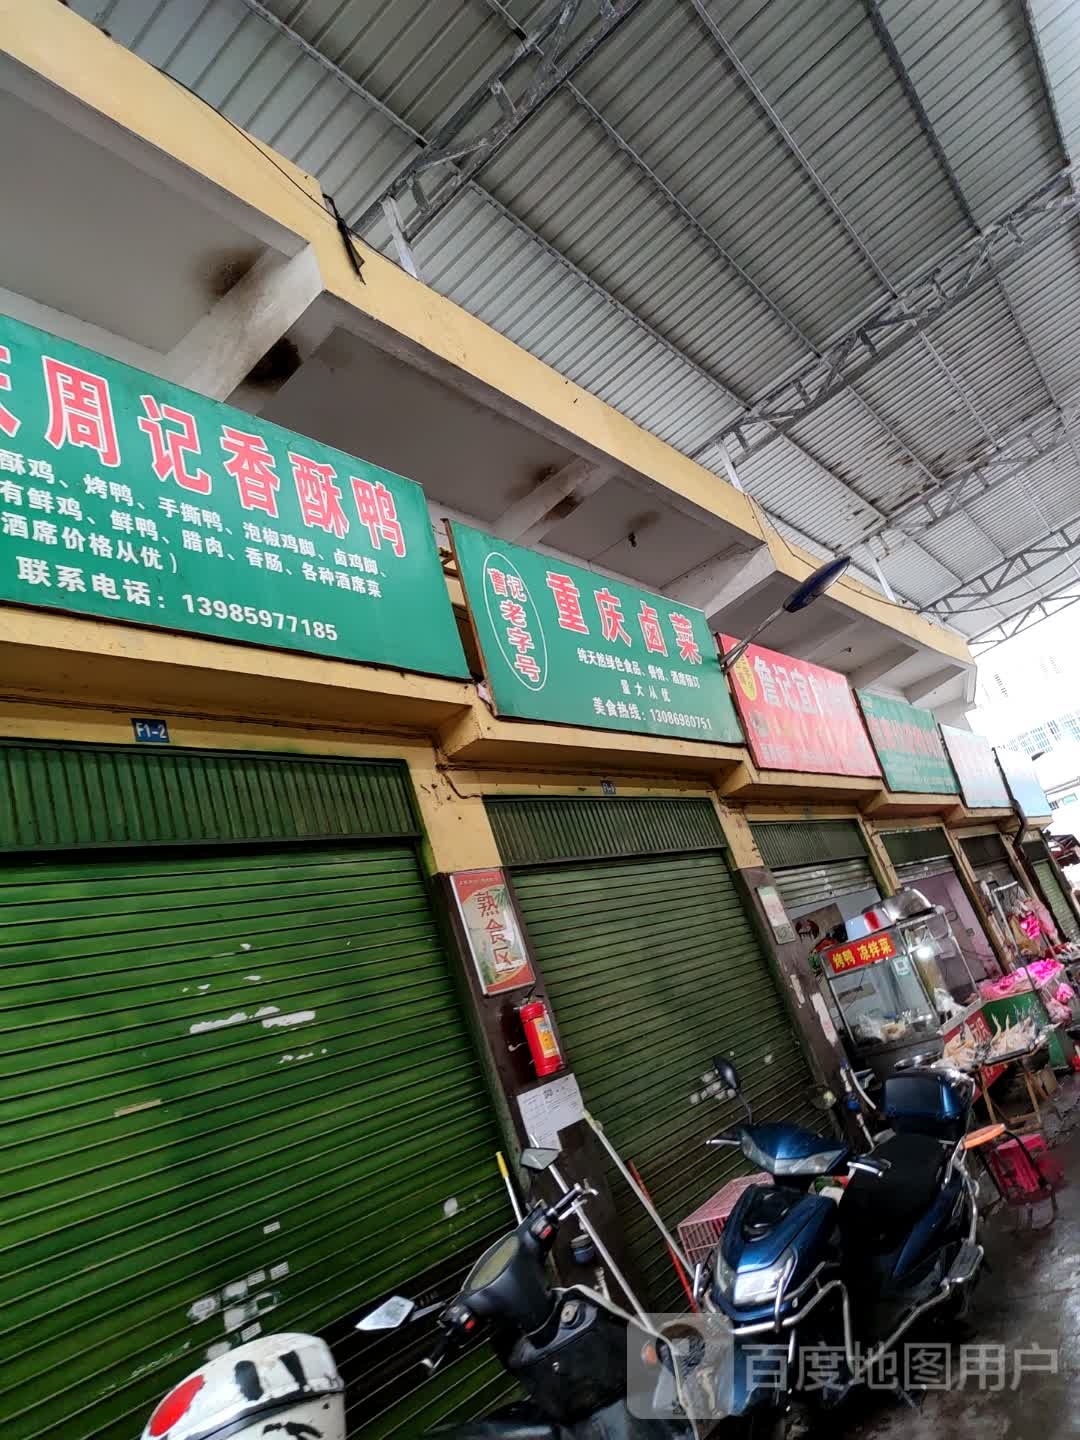 周记香酥鸭
酥鸡、烤鸭、手撕鸭、泡椒鸡脚、卤鸡脚、
有鲜鸡、鲜鸭、腊肉、香肠、各种酒席菜
酒席价格从优）
联系电话：13985977185
F1-2
曹记
老字号
重庆卤菜
纯天然绿色食品、餐馆、酒席预订
量大从优
美食热线：13086980751
詹记宜
熟食区
烤鸭 凉拌菜
百度地图用户